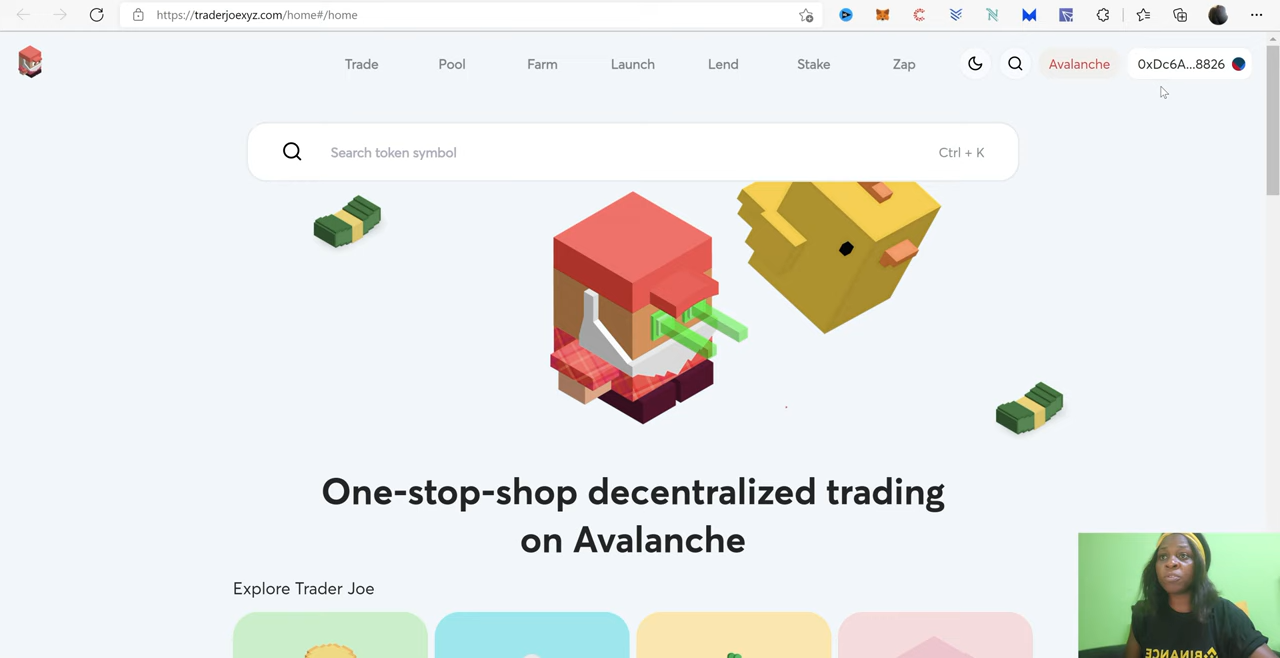 https://traderjoexyz.com/home#/home
Trade Pool Farm Launch Lend Stake Zap Avalanche 0xDc6A...8826
Search token symbol Ctrl + K
One-stop-shop decentralized trading
on Avalanche
Explore Trader Joe
BINANCE